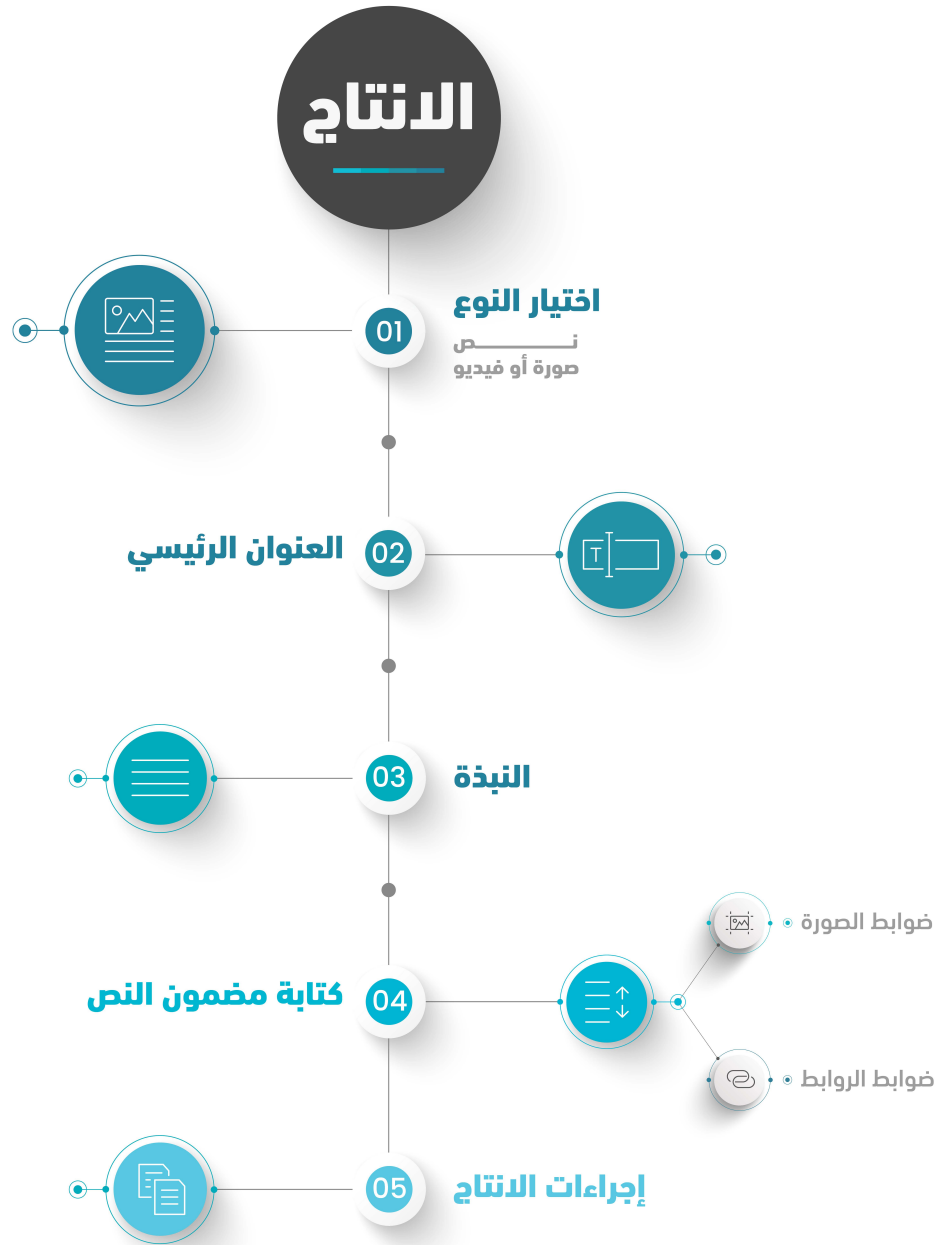 الانتاج
01
اختيار النوع
نـــــــص
صورة أو فيديو
02
العنوان الرئيسي
T
03
النبذة
04
كتابة مضمون النص
ضوابط الصورة
ضوابط الروابط
05
إجراءات الانتاج